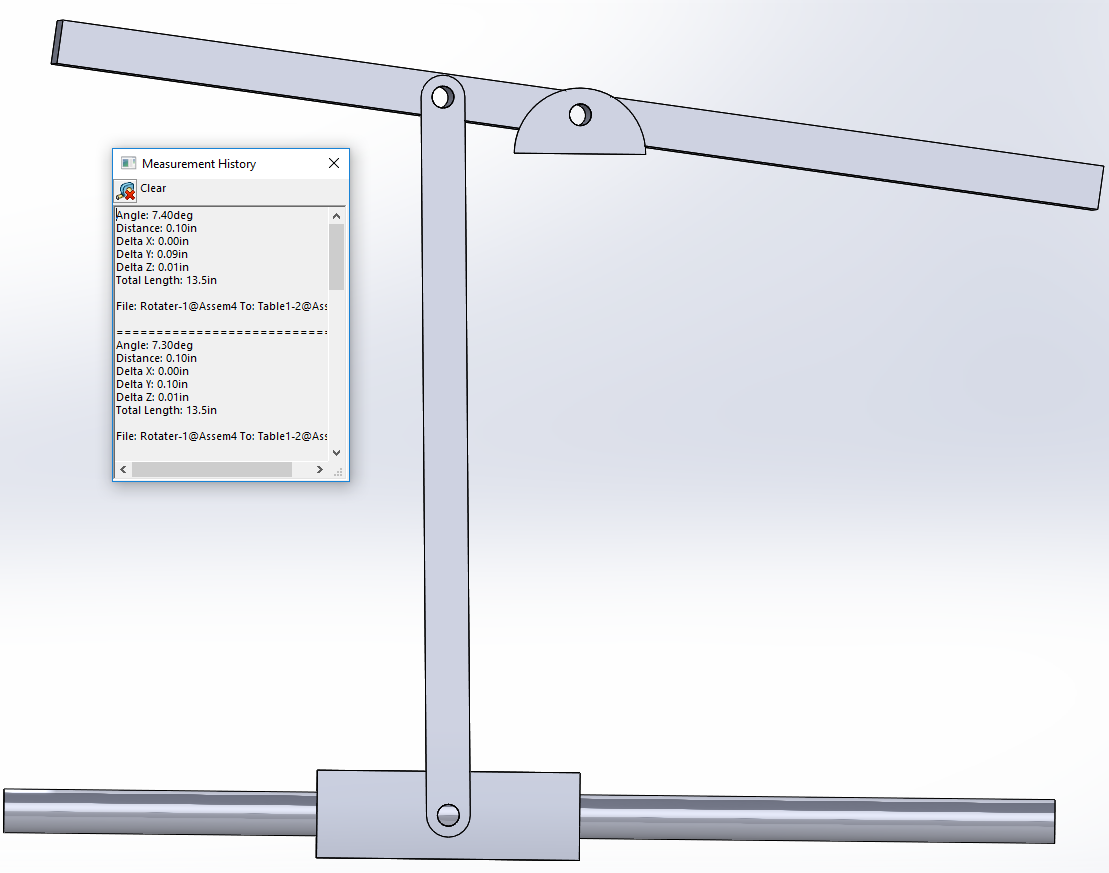 Measurement History
Clear
Angle: 7.40deg
Distance: 0.10in
Delta X: 0.00in
Delta Y: 0.09in
Delta Z: 0.01in
Total Length: 13.5in
File: Rotater-1@Assem4 To: Table1-2@Ass
============================
Angle: 7.30deg
Distance: 0.10in
Delta X: 0.00in
Delta Y: 0.10in
Delta Z: 0.01in
Total Length: 13.5in
File: Rotater-1@Assem4 To: Table1-2@Ass